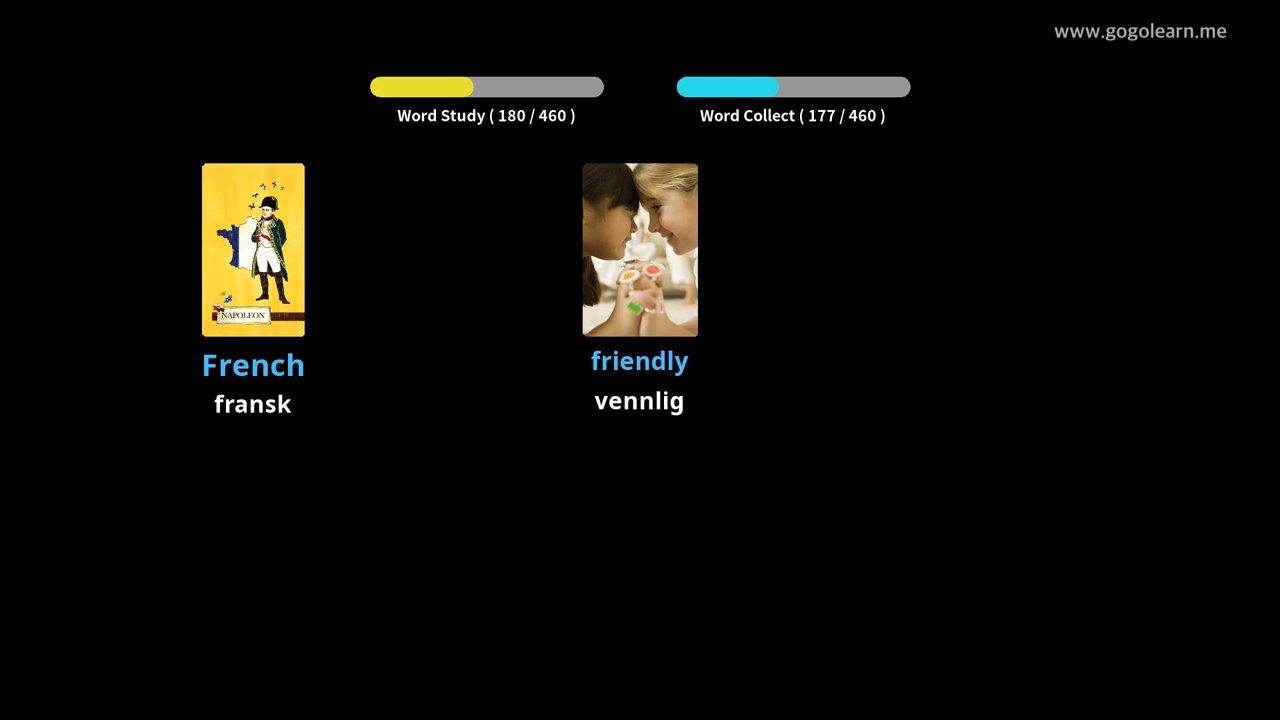 www.gogolearn.me
Word Study ( 180 / 460 )
Word Collect ( 177 / 460 )
NAPOLEON
French
fransk
friendly
vennlig